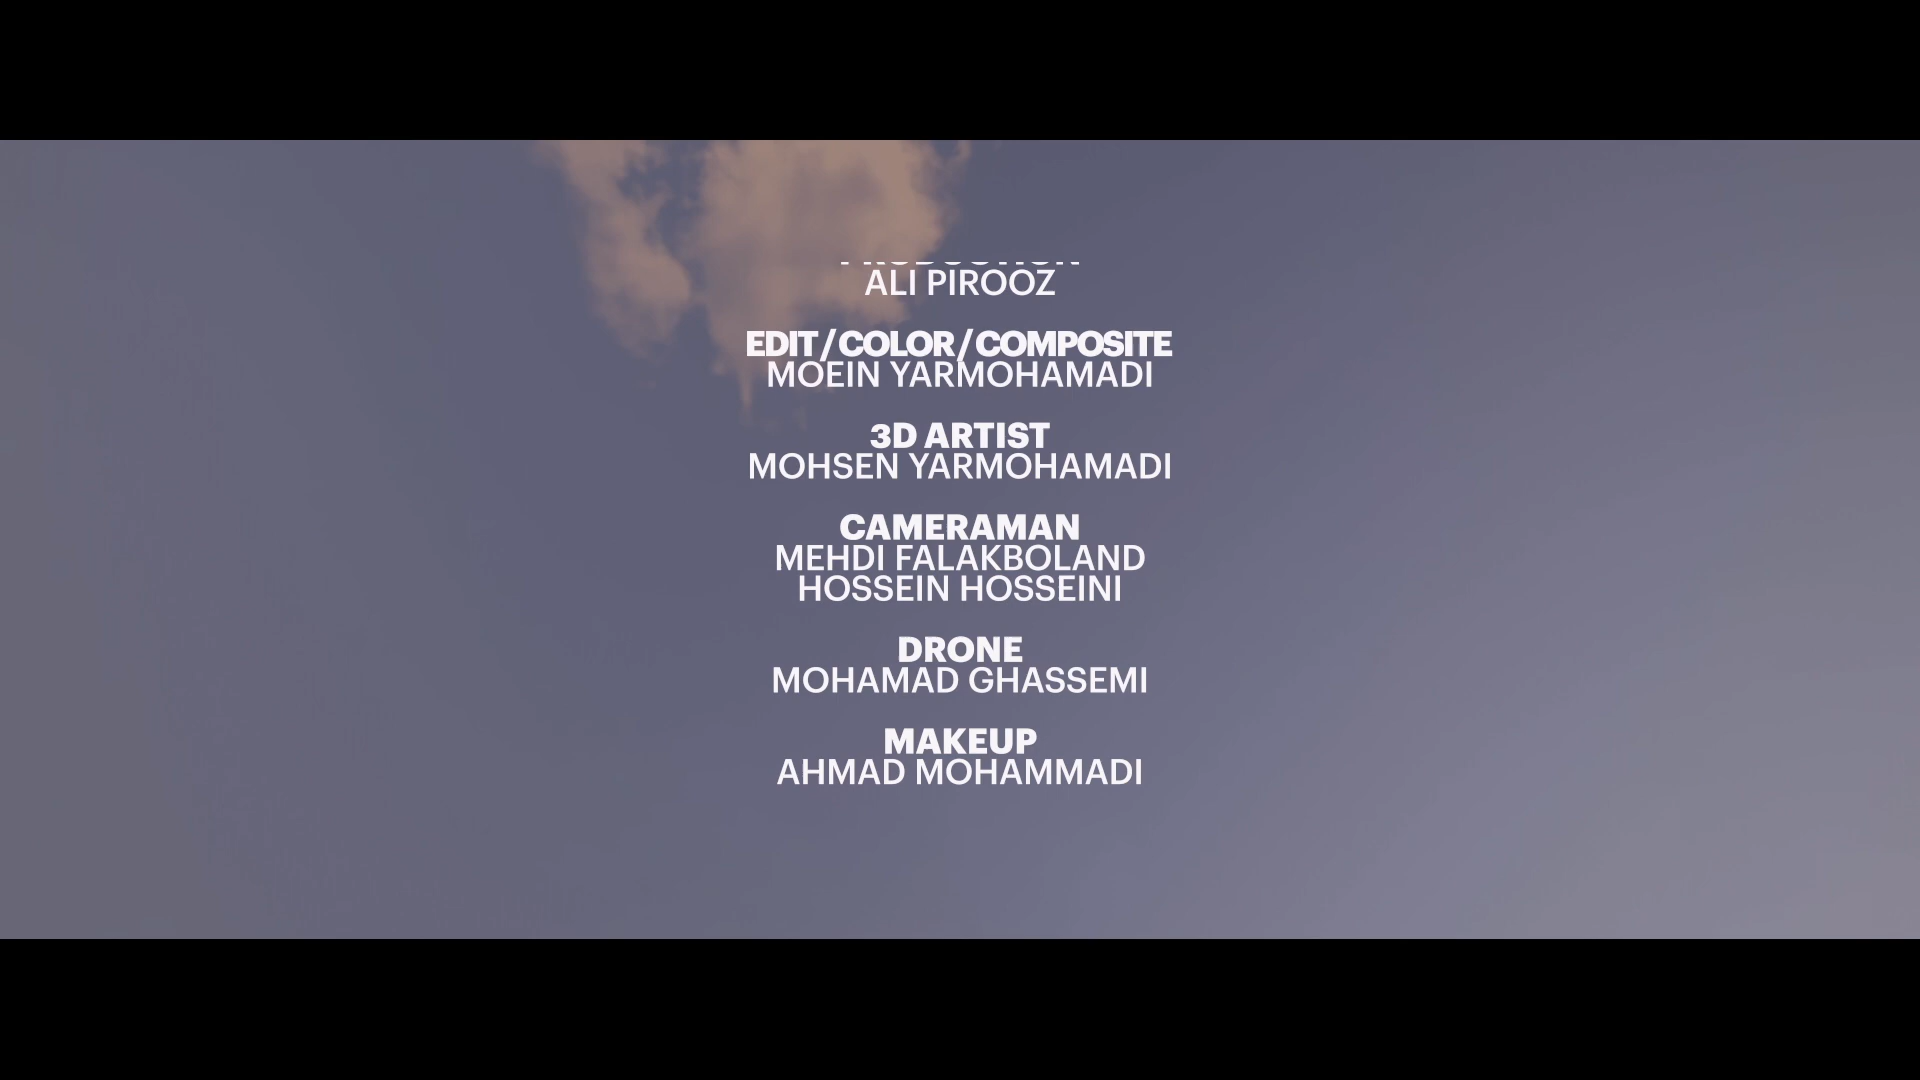 PRODUCTION
ALI PIROOZ
EDIT/COLOR/COMPOSITE
MOEIN YARMOHAMADI
3D ARTIST
MOHSEN YARMOHAMADI
CAMERAMAN
MEHDI FALAKBOLAND
HOSSEIN HOSSEINI
DRONE
MOHAMAD GHASSEMI
MAKEUP
AHMAD MOHAMMADI